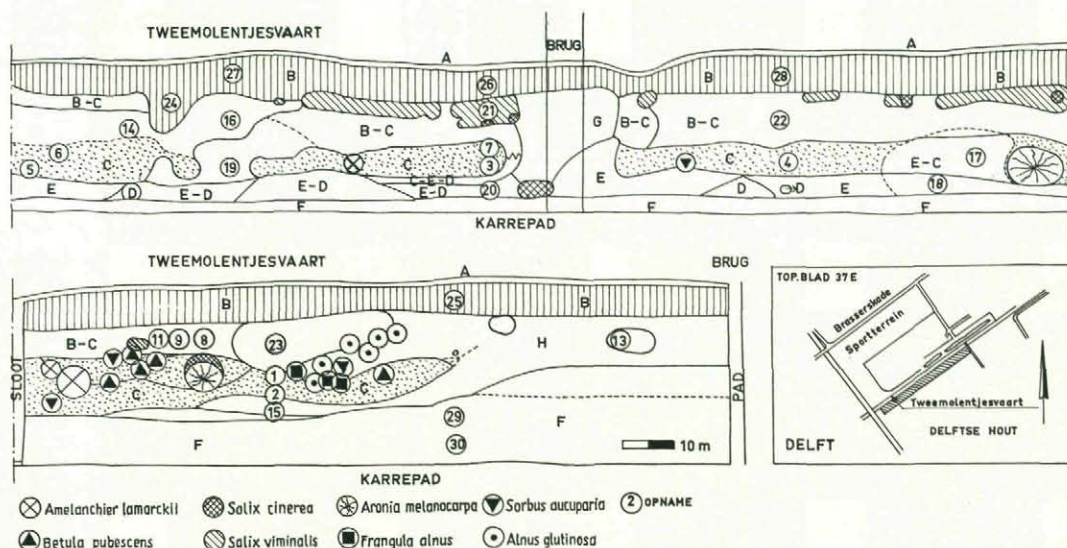 TWEEMOLENTJESVAART BRUG
A A
27 B 26 B 28 B
24 21
B-C 14 16 B-C G B-C B-C 22
6 C 7 C
5 19 3 C 4 E-C 17
E D E-D E-D C-E-D 20 E D D E 18
F F F
KARREPAD
TWEEMOLENTJESVAART A BRUG
B 25 B
B-C 11 9 8 23 H 13
SLOOT C 1 C PAD
2
15 29
F 30 F 10 m
KARREPAD
TOP. BLAD 37E
Brasserskade
Sportterrein
Tweemolentjesvaart
DELFT DELFTSE HOUT
Amelanchier lamarckii Salix cinerea Aronia melanocarpa Sorbus aucuparia 2 OPNAME
Betula pubescens Salix viminalis Frangula alnus Alnus glutinosa